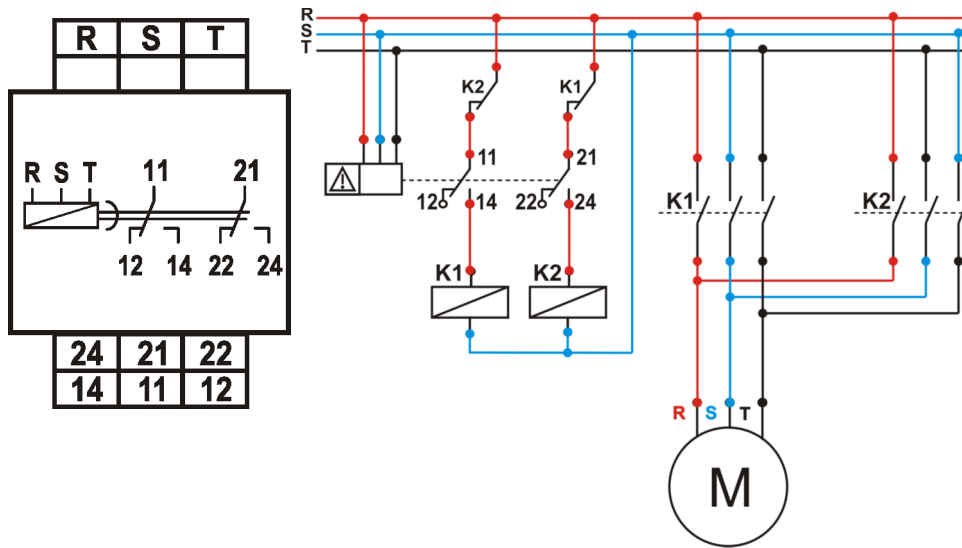 R S T
R S T 11 21
12 14 22 24
24 21 22
14 11 12
R
S
T
K2 K1
11 21
12 14 22 24
K1 K2
K1 K2
R S T
M